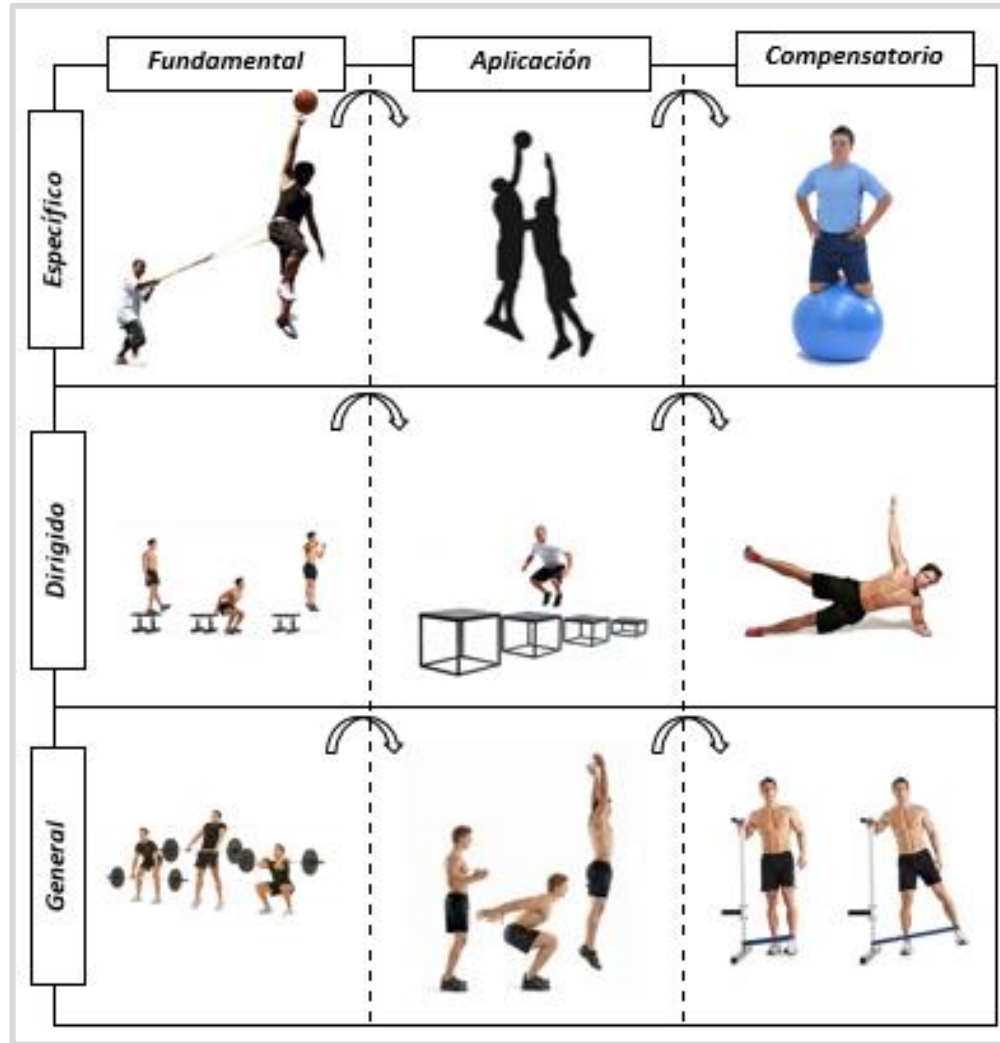 Fundamental
Aplicación
Compensatorio
Específico
Dirigido
General